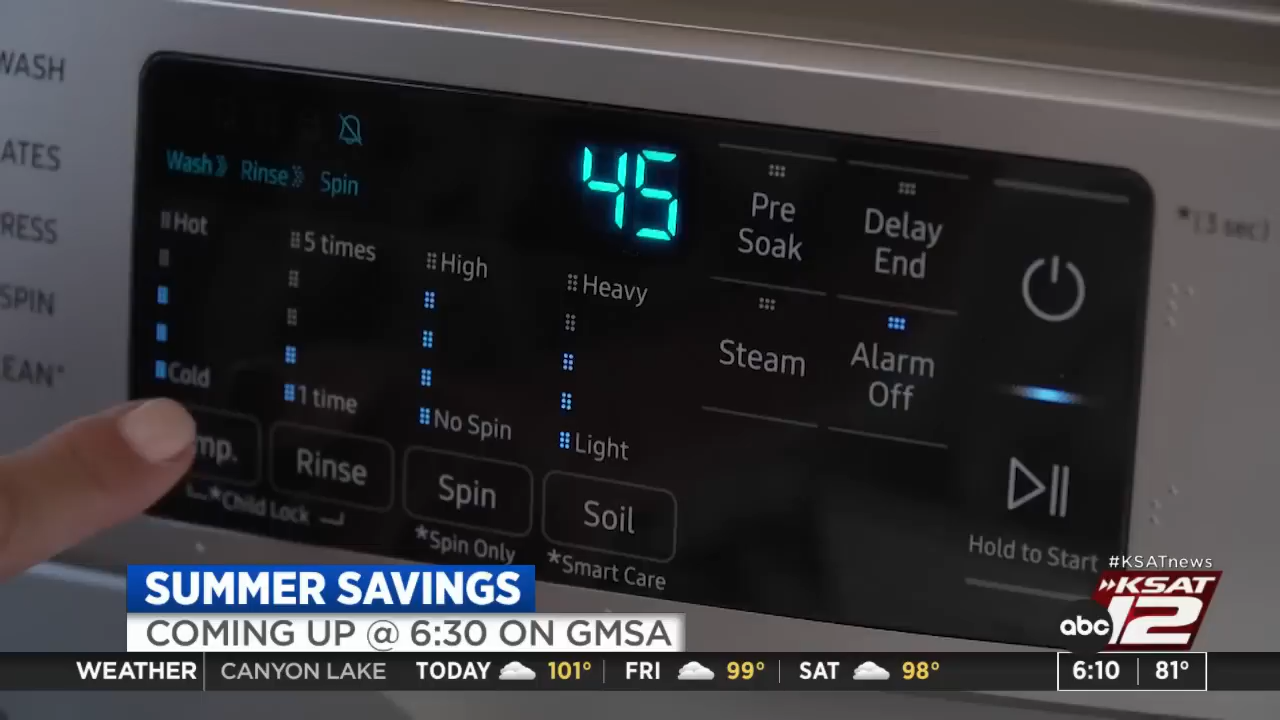 WASH
ATES
RESS
SPIN
EAN*
Wash Rinse Spin
45
Hot
5 times
High
Heavy
Cold
1 time
No Spin
Light
mp.
Rinse
Spin
Soil
*Child Lock
*Spin Only
*Smart Care
Pre
Soak
Delay
End
Steam
Alarm
Off
*(3 sec)
Hold to Start
#KSATnews
KSAT
abc 12
SUMMER SAVINGS
COMING UP @ 6:30 ON GMSA
WEATHER CANYON LAKE TODAY 101° FRI 99° SAT 98° 6:10 81°